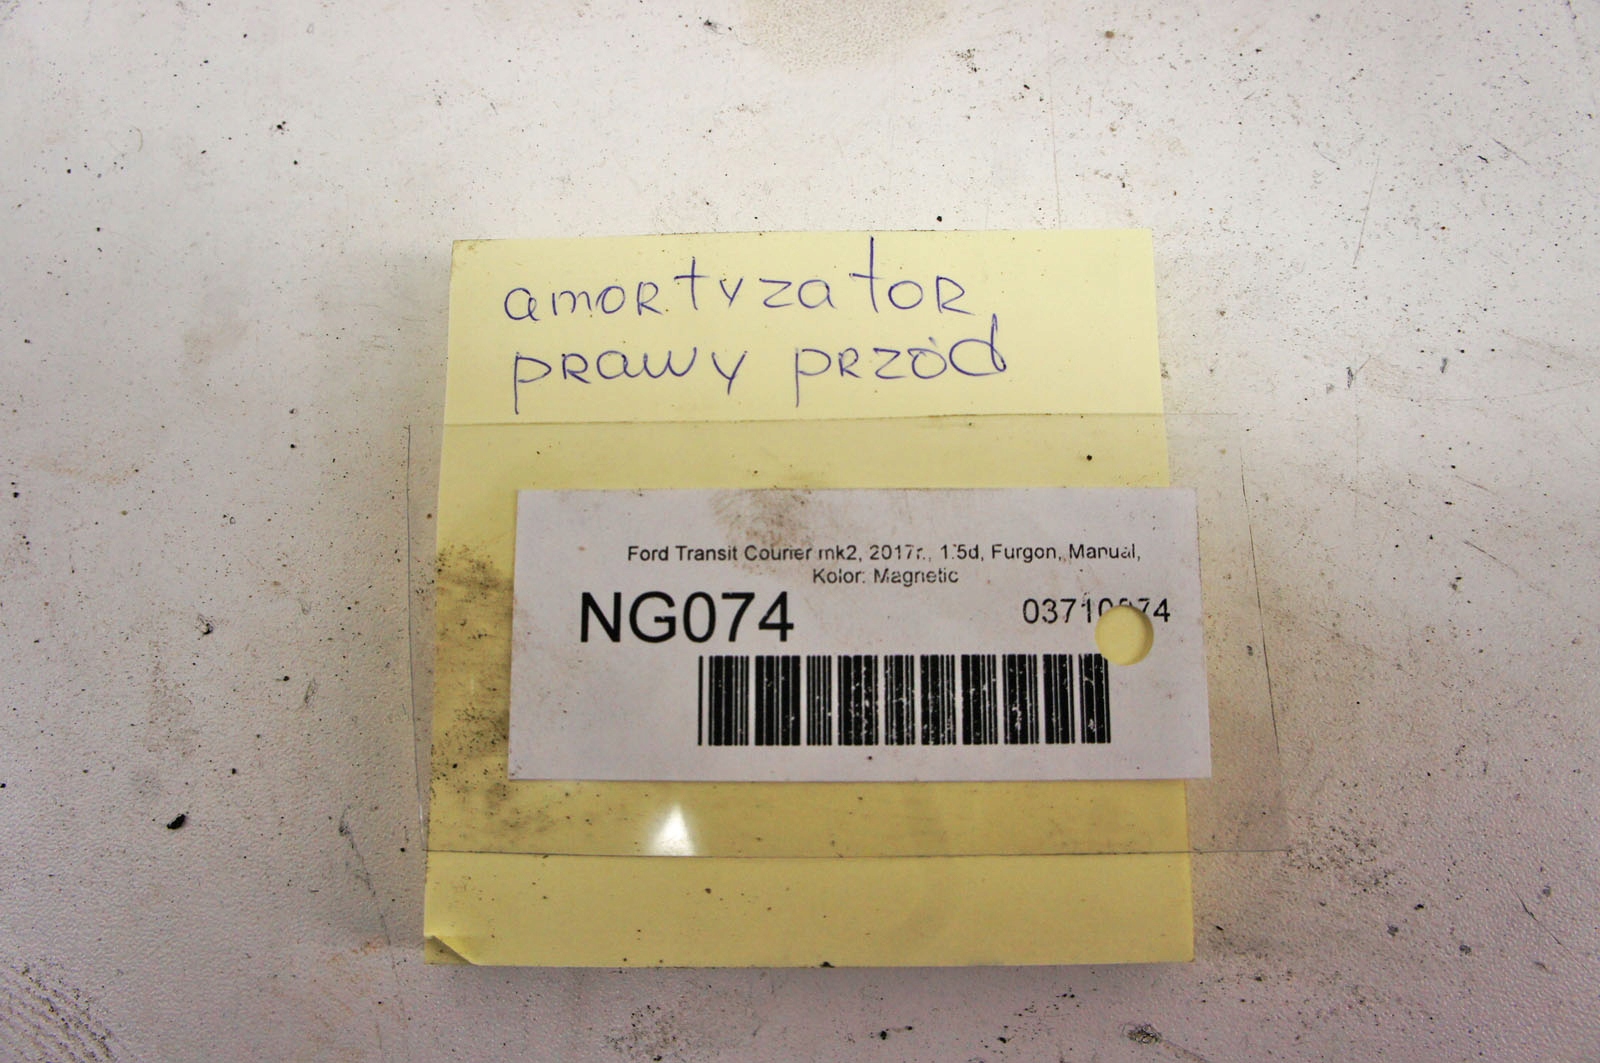 amortyzator
prawy przód
Ford Transit Courier mk2, 2017r., 1.5d, Furgon, Manual,
Kolor: Magnetic
NG074